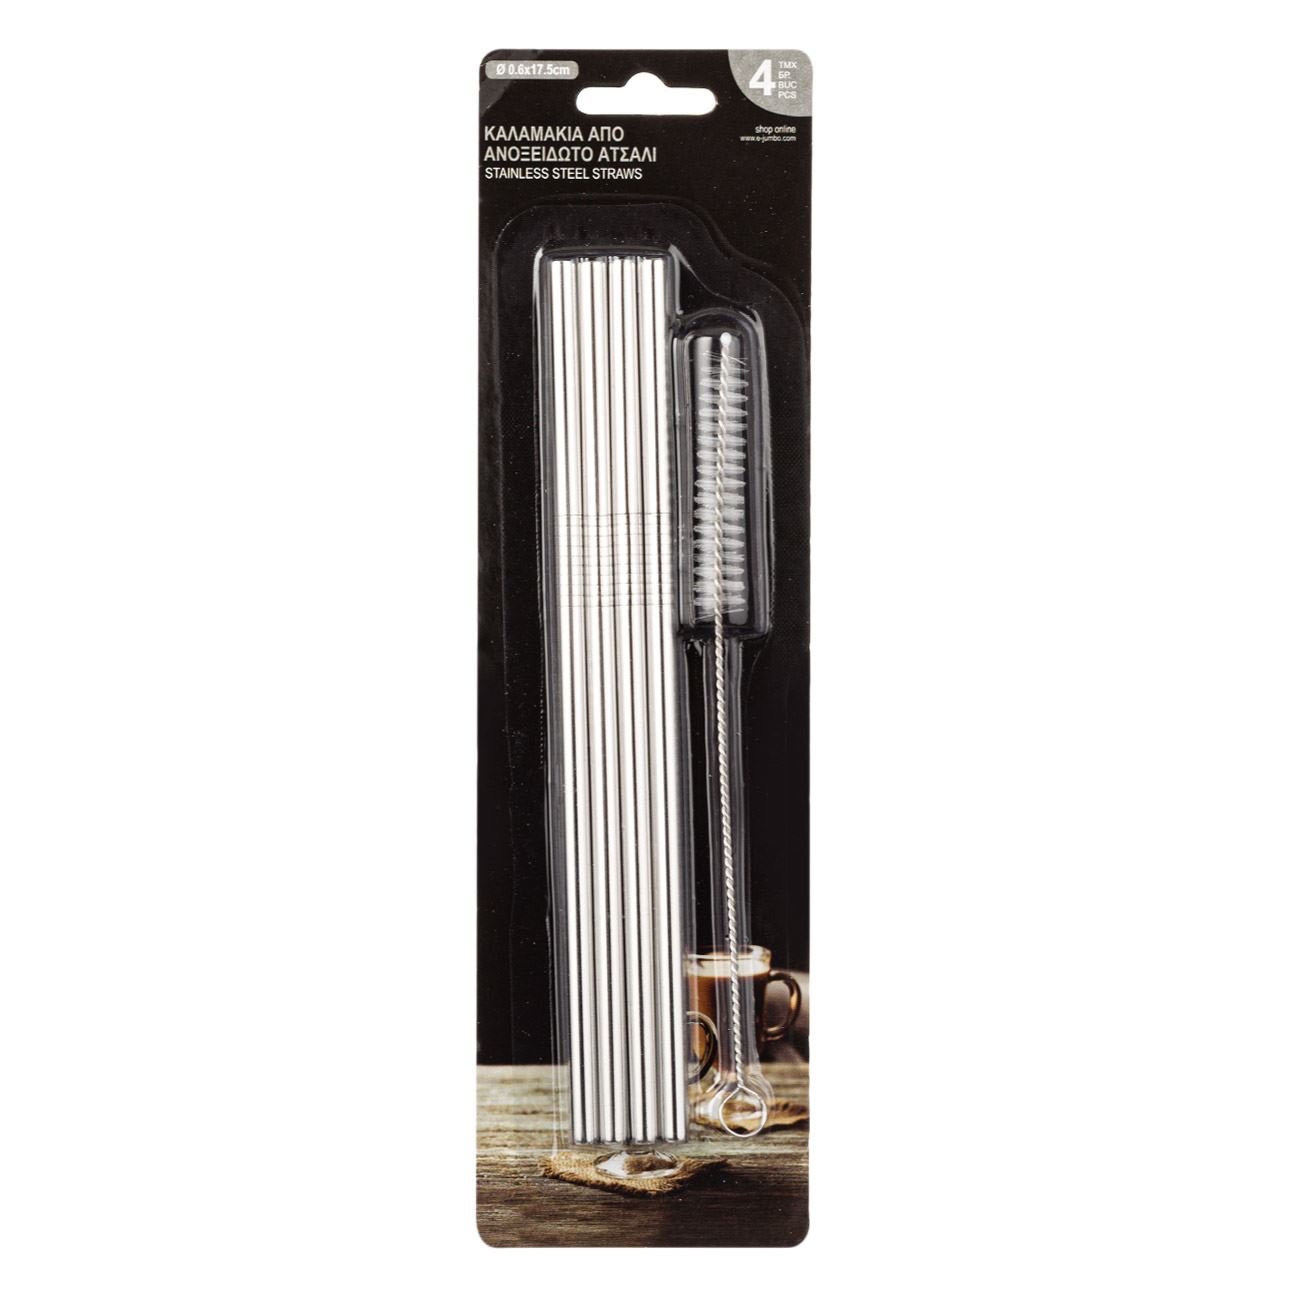 Ø 0.6x17.5cm
4
ΤΜΧ
БР.
BUC
PCS
shop online
www.e-jumbo.com
ΚΑΛΑΜΑΚΙΑ ΑΠΟ
ΑΝΟΞΕΙΔΩΤΟ ΑΤΣΑΛΙ
STAINLESS STEEL STRAWS